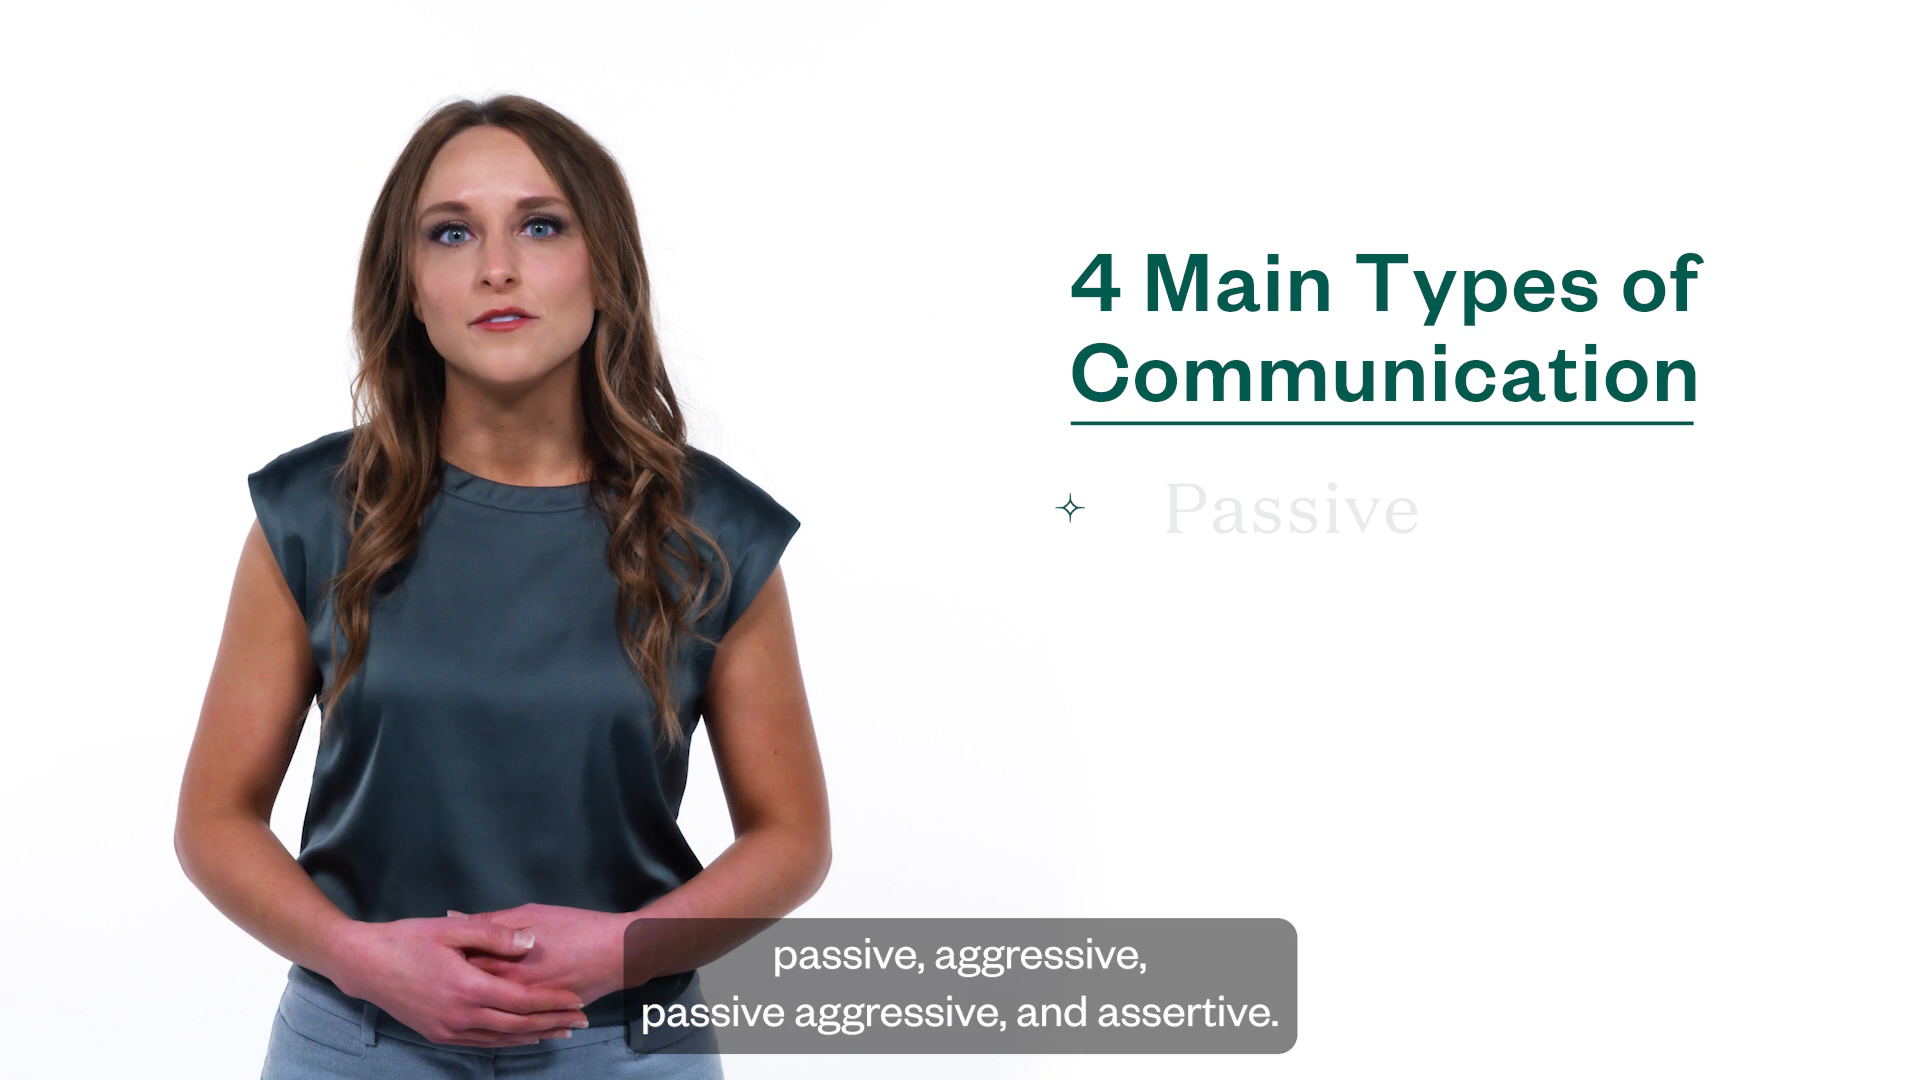 4 Main Types of
Communication
Passive
passive, aggressive,
passive aggressive, and assertive.